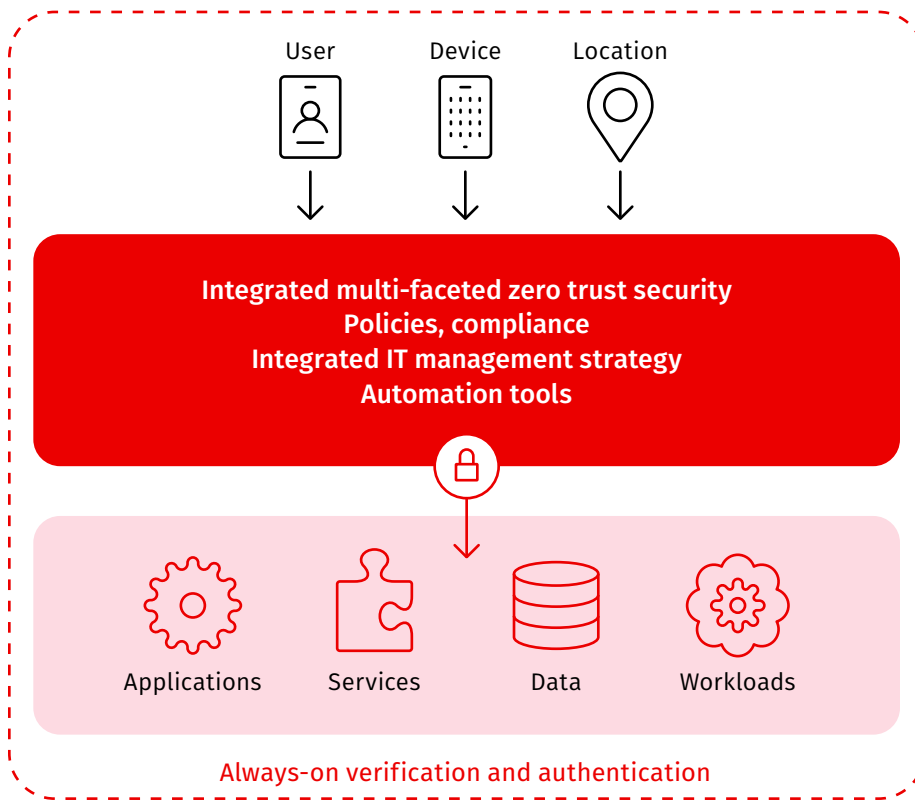 User Device Location
Integrated multi-faceted zero trust security
Policies, compliance
Integrated IT management strategy
Automation tools
Applications Services Data Workloads
Always-on verification and authentication